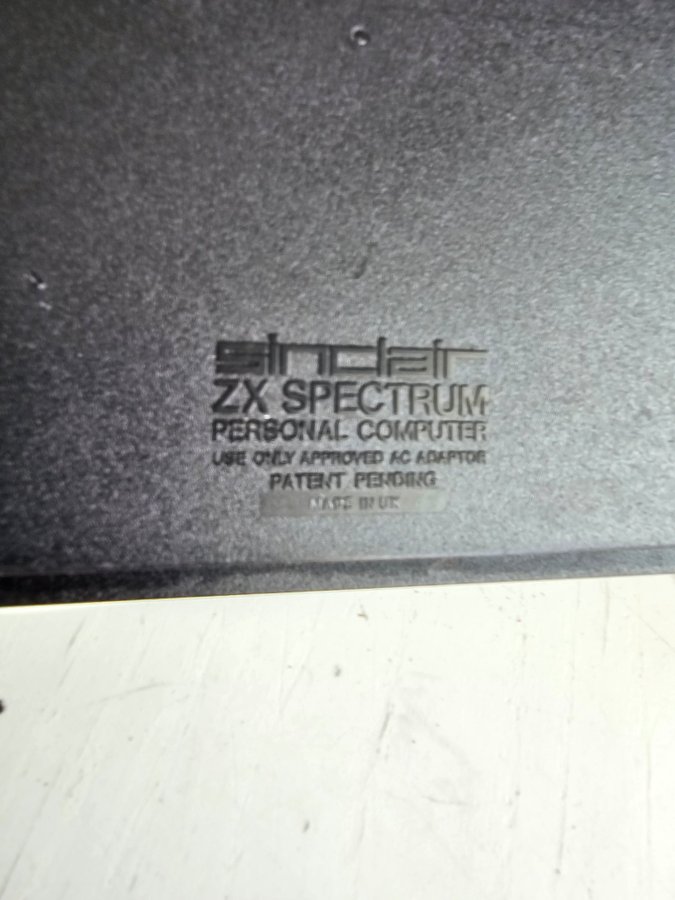 sinclair
ZX SPECTRUM
PERSONAL COMPUTER
USE ONLY APPROVED AC ADAPTOR
PATENT PENDING
MADE IN UK